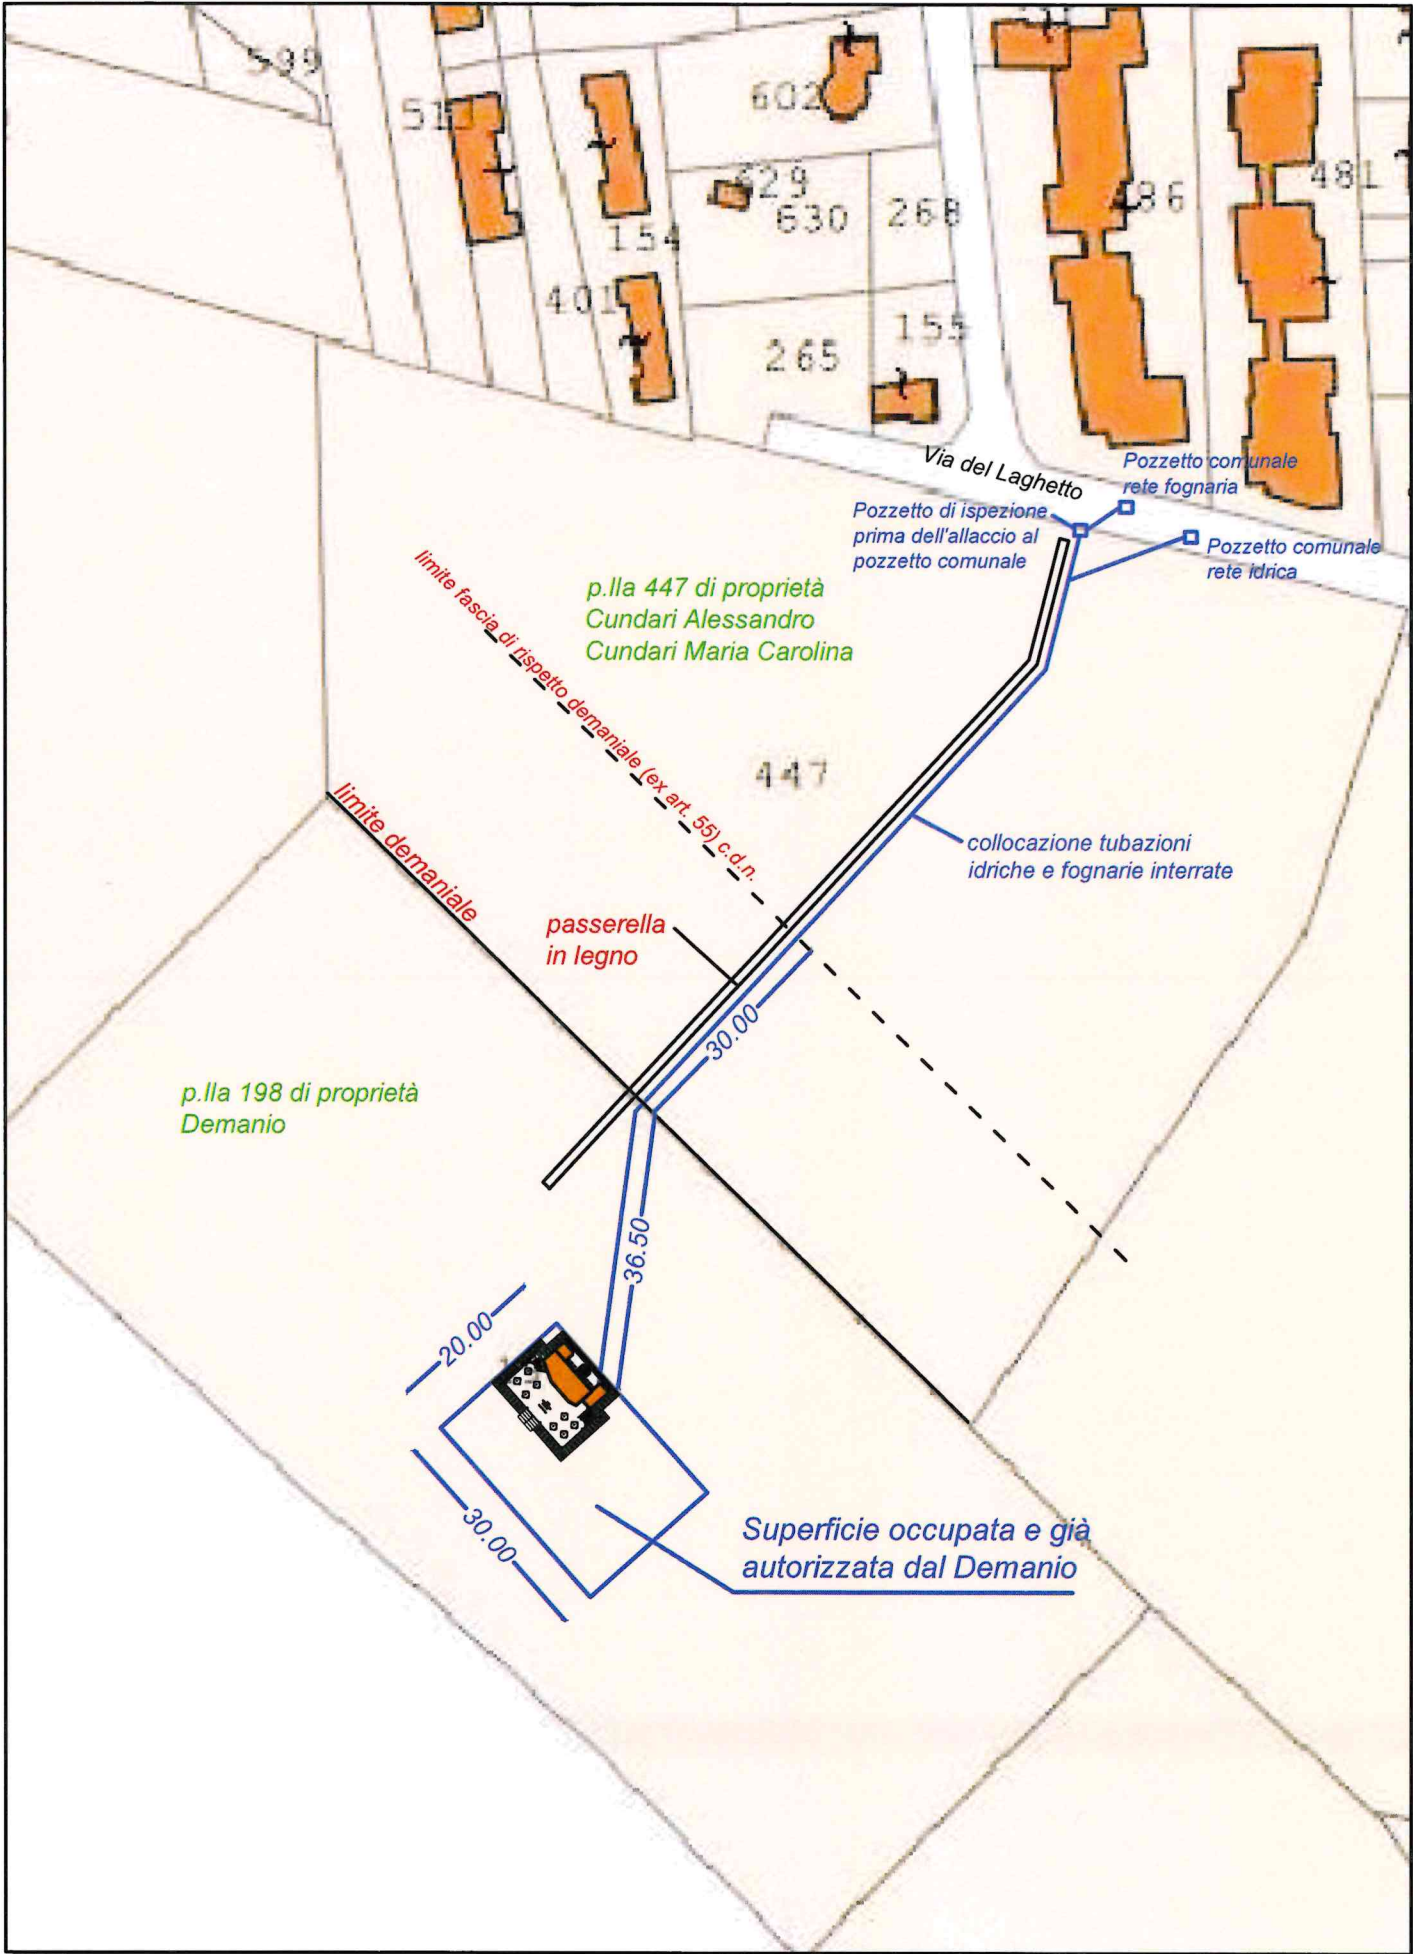 599
602
481
629
486
630
268
154
401
155
265
Via del Laghetto
Pozzetto comunale
rete fognaria
Pozzetto di ispezione
prima dell'allaccio al
pozzetto comunale
Pozzetto comunale
rete idrica
limite fascia di rispetto demaniale (ex art. 55) c.d.n.
p.lla 447 di proprietà
Cundari Alessandro
Cundari Maria Carolina
447
limite demaniale
collocazione tubazioni
idriche e fognarie interrate
passerella
in legno
30.00
p.lla 198 di proprietà
Demanio
36.50
20.00
30.00
Superficie occupata e già
autorizzata dal Demanio